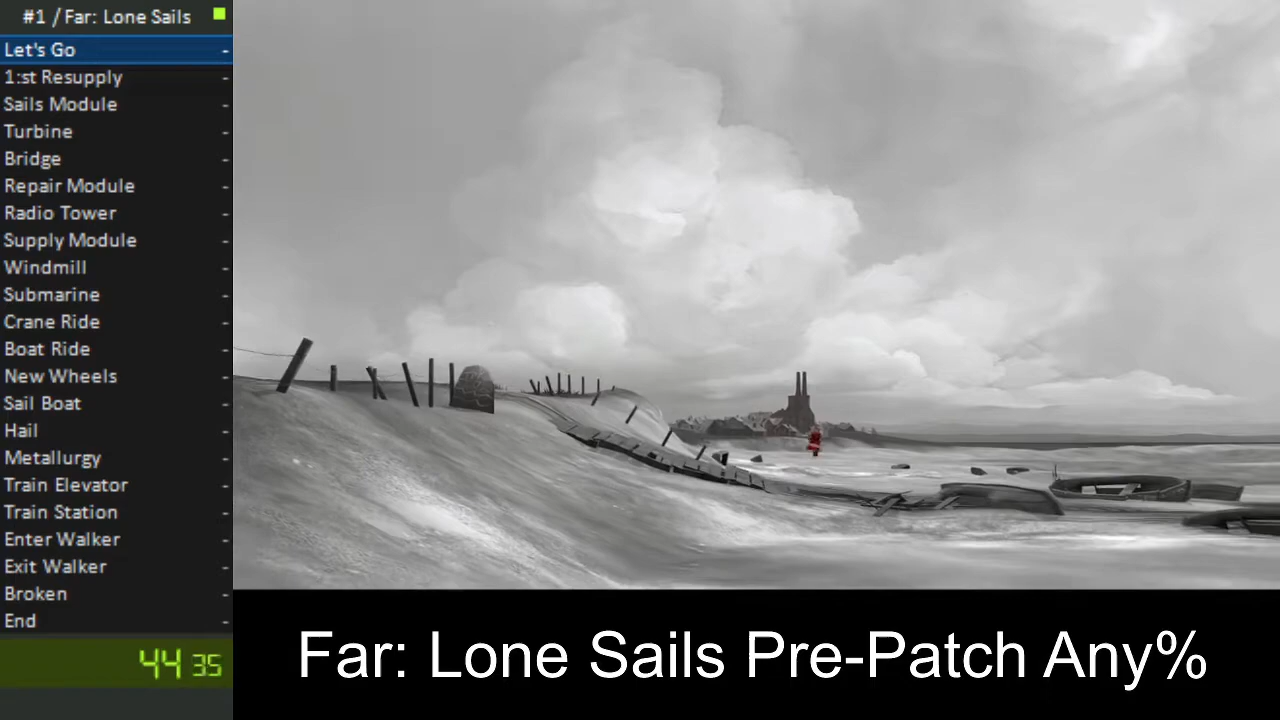 #1 / Far: Lone Sails
Let's Go -
1:st Resupply -
Sails Module -
Turbine -
Bridge -
Repair Module -
Radio Tower -
Supply Module -
Windmill -
Submarine -
Crane Ride -
Boat Ride -
New Wheels -
Sail Boat -
Hail -
Metallurgy -
Train Elevator -
Train Station -
Enter Walker -
Exit Walker -
Broken -
End -
44 35
Far: Lone Sails Pre-Patch Any%